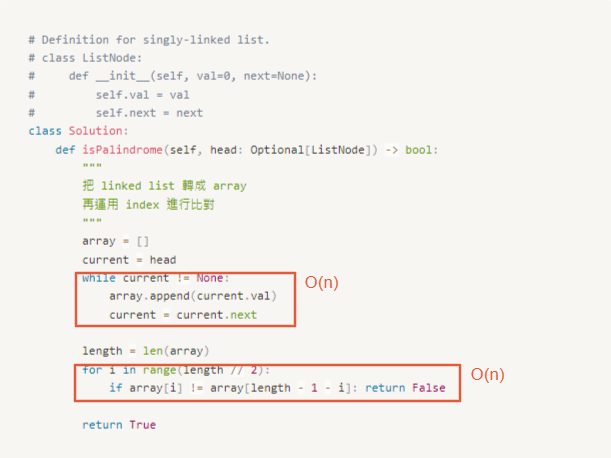 # Definition for singly-linked list.
# class ListNode:
#     def __init__(self, val=0, next=None):
#         self.val = val
#         self.next = next
class Solution:
    def isPalindrome(self, head: Optional[ListNode]) -> bool:
        """
        把 linked list 轉成 array
        再運用 index 進行比對
        """
        array = []
        current = head
        while current != None:
            array.append(current.val)
            current = current.next
O(n)
        length = len(array)
        for i in range(length // 2):
            if array[i] != array[length - 1 - i]: return False
O(n)
        return True